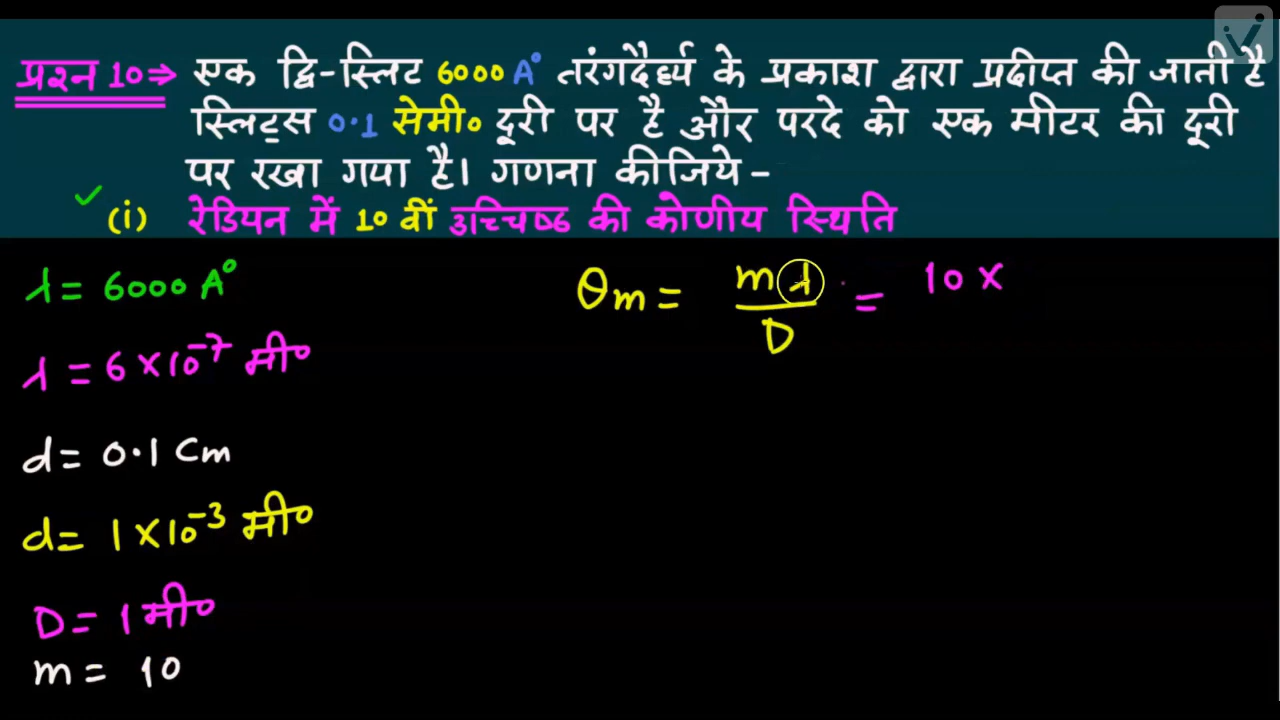 प्रश्न 10⇒ एक द्वि-स्लिट 6000 A° तरंगदैर्ध्य के प्रकाश द्वारा प्रदीप्त की जाती है
स्लिट्स 0.1 सेमी० दूरी पर है और परदे को एक मीटर की दूरी
पर रखा गया है। गणना कीजिये -
✓ (i) रेडियन में 10 वीं उच्चिष्ठ की कोणीय स्थिति
λ = 6000 A°
λ = 6 × 10⁻⁷ मी०
d = 0.1 Cm
d = 1 × 10⁻³ मी०
D = 1 मी०
m = 10
θm = mλ / D = 10 ×